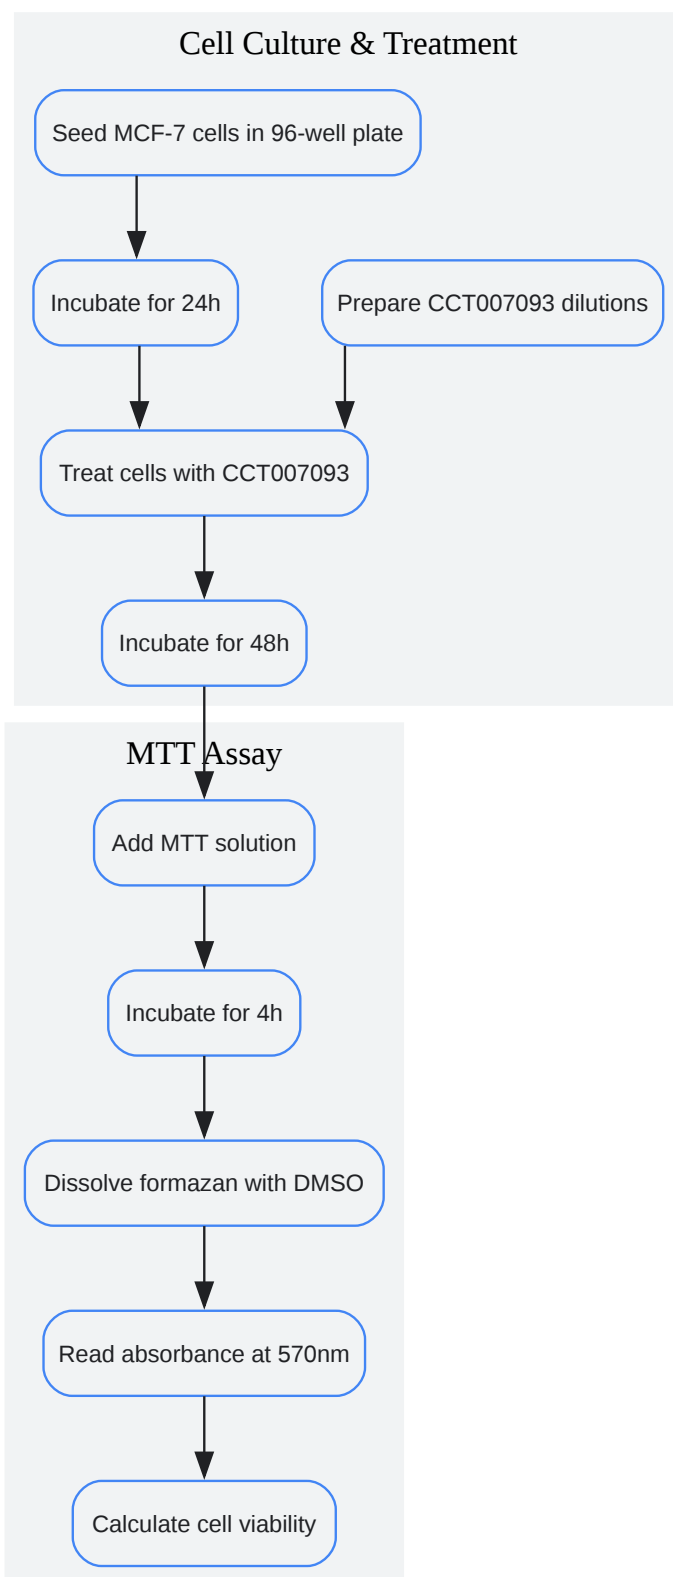 Cell Culture & Treatment
Seed MCF-7 cells in 96-well plate
Incubate for 24h
Prepare CCT007093 dilutions
Treat cells with CCT007093
Incubate for 48h
MTT Assay
Add MTT solution
Incubate for 4h
Dissolve formazan with DMSO
Read absorbance at 570nm
Calculate cell viability